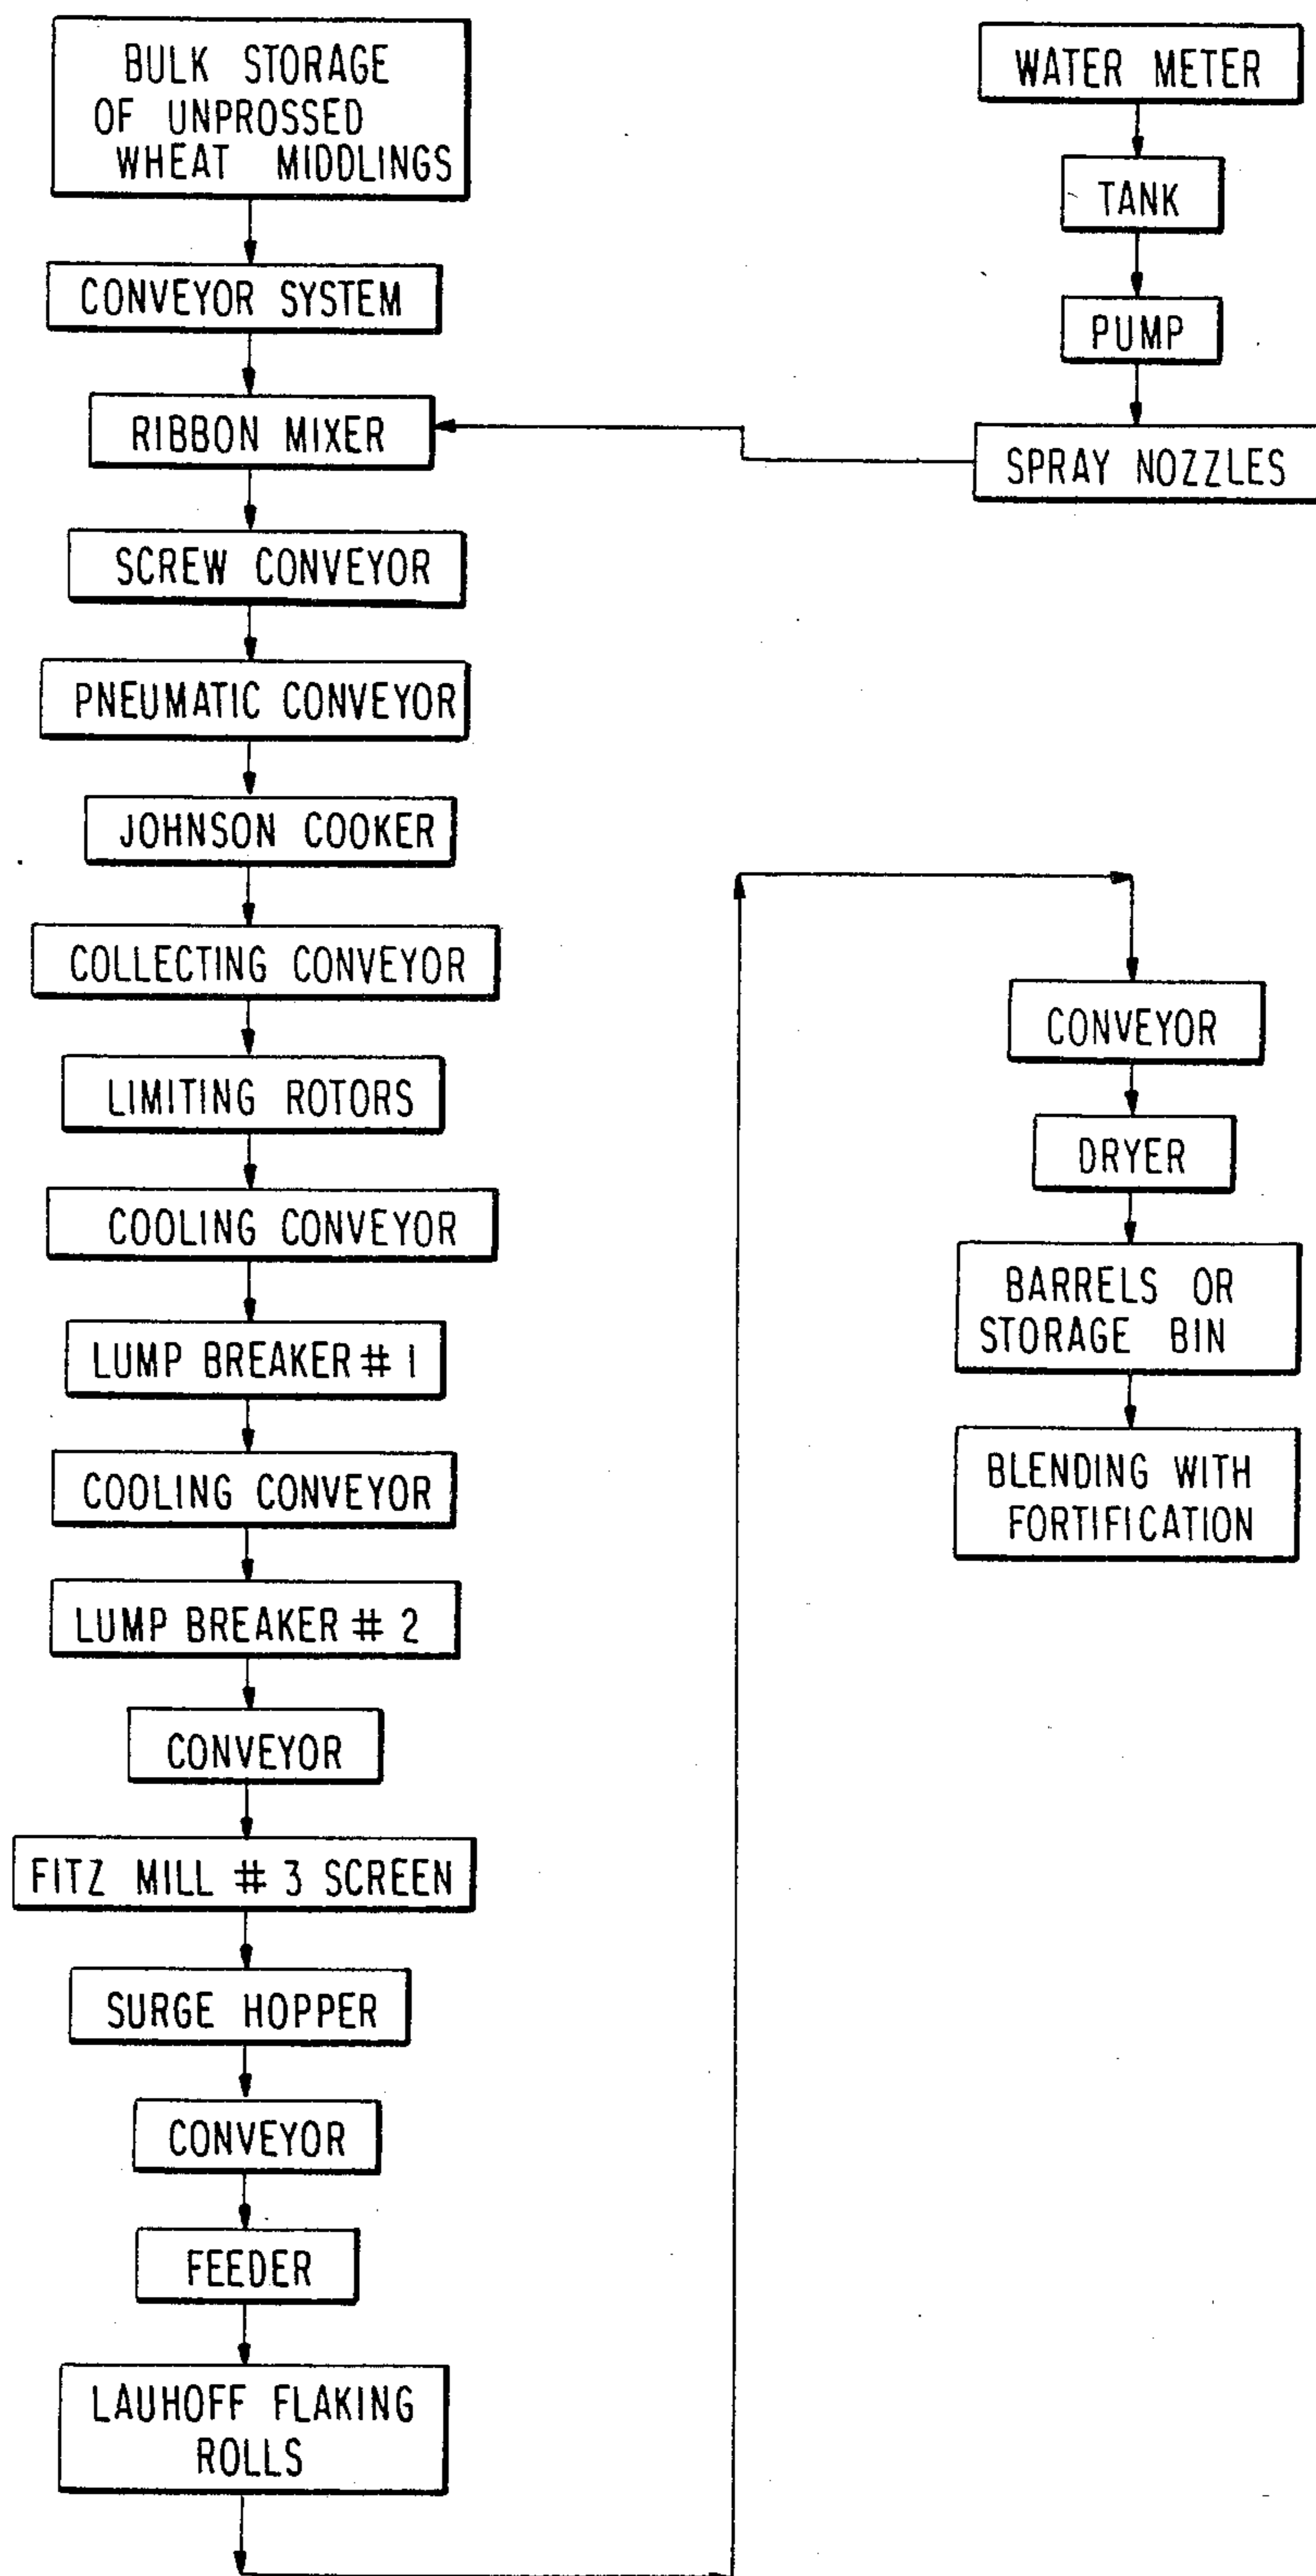 BULK STORAGE
OF UNPROSSED
WHEAT MIDDLINGS
CONVEYOR SYSTEM
RIBBON MIXER
SCREW CONVEYOR
PNEUMATIC CONVEYOR
JOHNSON COOKER
COLLECTING CONVEYOR
LIMITING ROTORS
COOLING CONVEYOR
LUMP BREAKER # 1
COOLING CONVEYOR
LUMP BREAKER # 2
CONVEYOR
FITZ MILL # 3 SCREEN
SURGE HOPPER
CONVEYOR
FEEDER
LAUHOFF FLAKING
ROLLS
WATER METER
TANK
PUMP
SPRAY NOZZLES
CONVEYOR
DRYER
BARRELS OR
STORAGE BIN
BLENDING WITH
FORTIFICATION